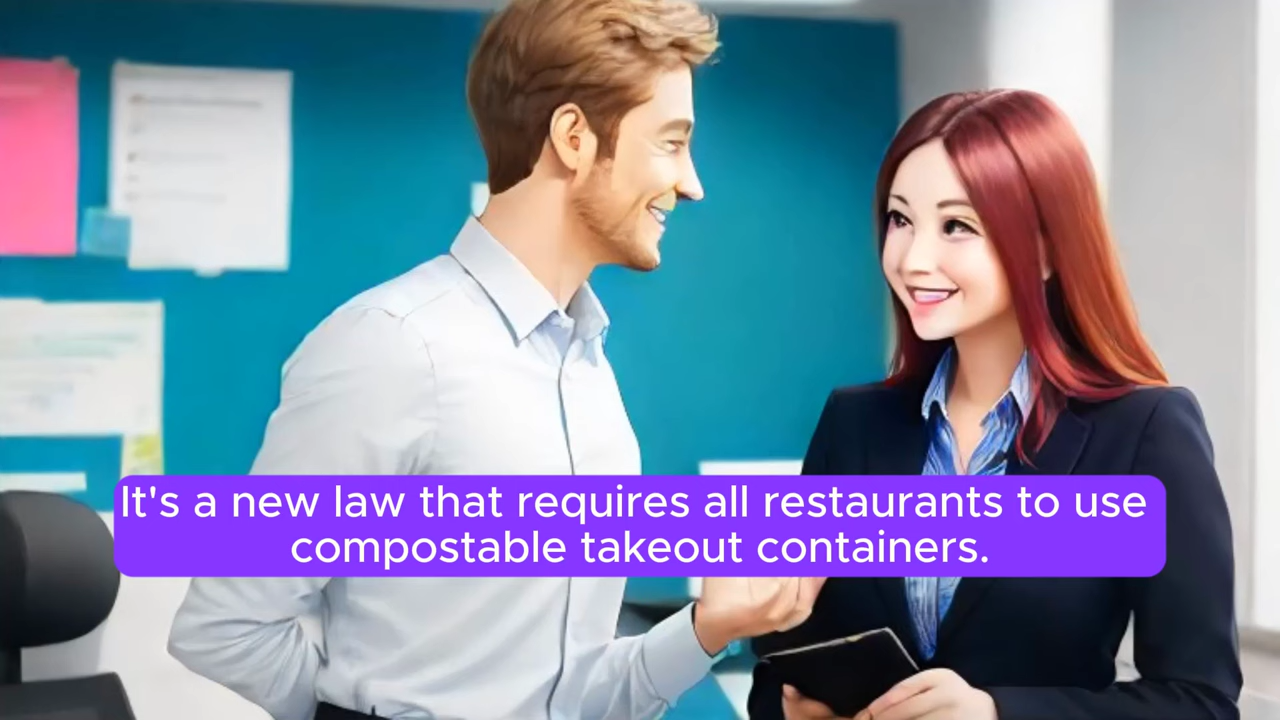 It's a new law that requires all restaurants to use
compostable takeout containers.